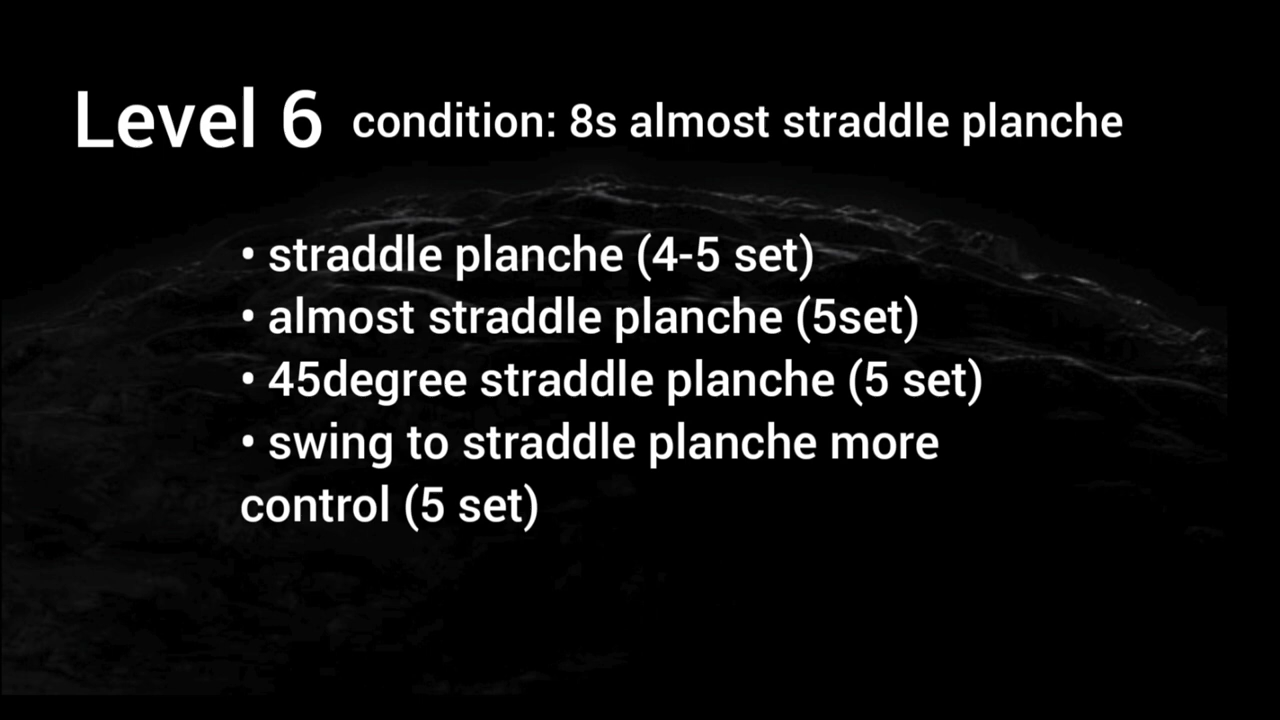 Level 6 condition: 8s almost straddle planche
• straddle planche (4-5 set)
• almost straddle planche (5set)
• 45degree straddle planche (5 set)
• swing to straddle planche more
control (5 set)